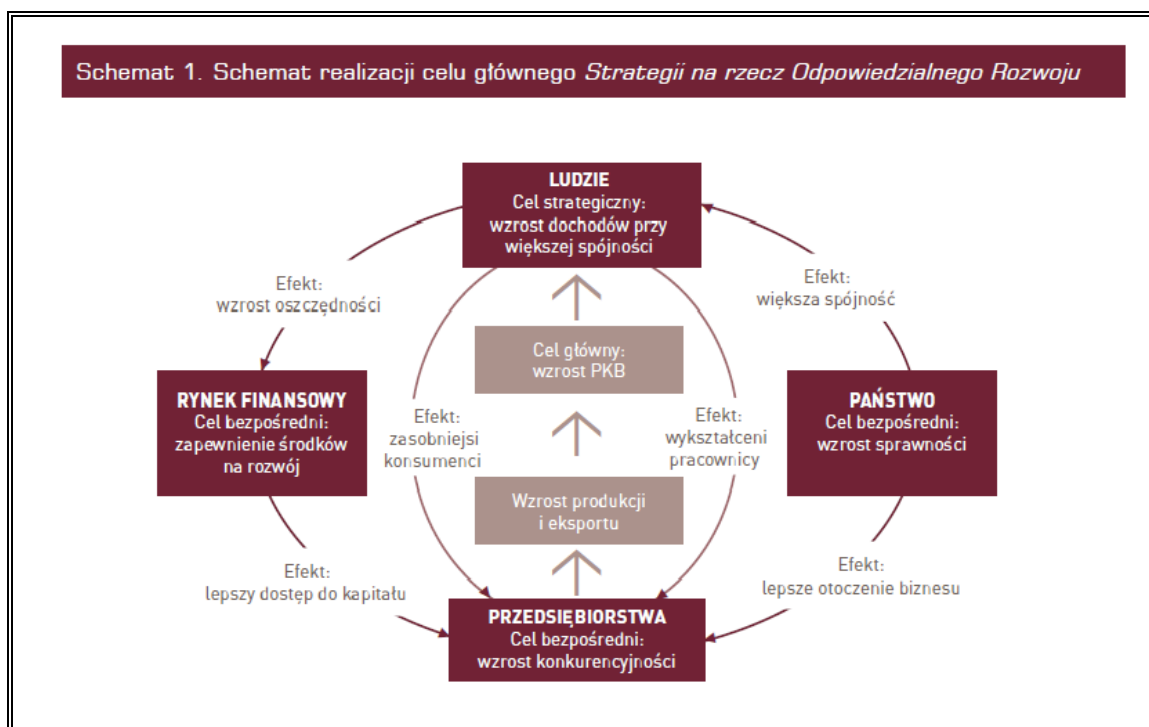 Schemat 1. Schemat realizacji celu głównego Strategii na rzecz Odpowiedzialnego Rozwoju
LUDZIE
Cel strategiczny:
wzrost dochodów przy
większej spójności
Efekt:
wzrost oszczędności
Efekt:
większa spójność
Cel główny:
wzrost PKB
RYNEK FINANSOWY
Cel bezpośredni:
zapewnienie środków
na rozwój
Efekt:
zasobniejsi
konsumenci
Efekt:
wykształceni
pracownicy
PAŃSTWO
Cel bezpośredni:
wzrost sprawności
Wzrost produkcji
i eksportu
Efekt:
lepszy dostęp do kapitału
Efekt:
lepsze otoczenie biznesu
PRZEDSIĘBIORSTWA
Cel bezpośredni:
wzrost konkurencyjności